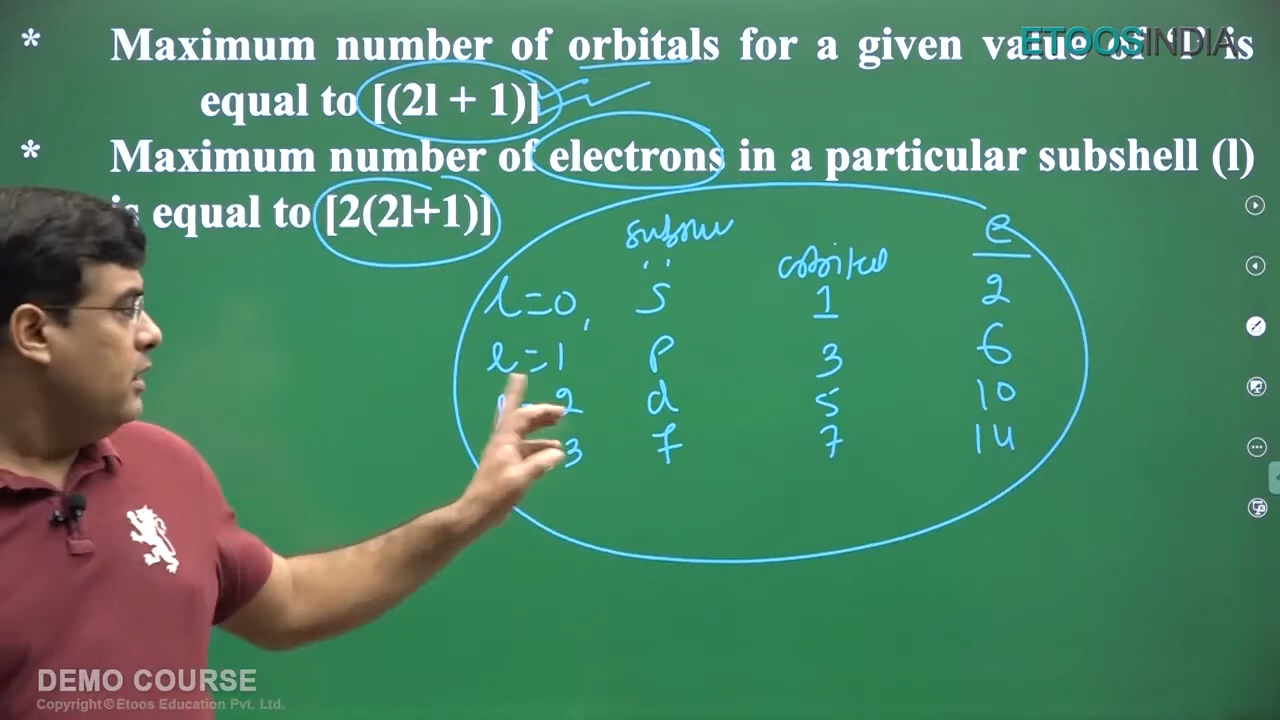 * Maximum number of orbitals for a given value of 'l' is
equal to [(2l + 1)]
* Maximum number of electrons in a particular subshell (l)
is equal to [2(2l+1)]
ETOOSINDIA
orbital e
l=0, s 1 2
l=1 p 3 6
l=2 d 5 10
3 f 7 14
DEMO COURSE
Copyright©Etoos Education Pvt. Ltd.